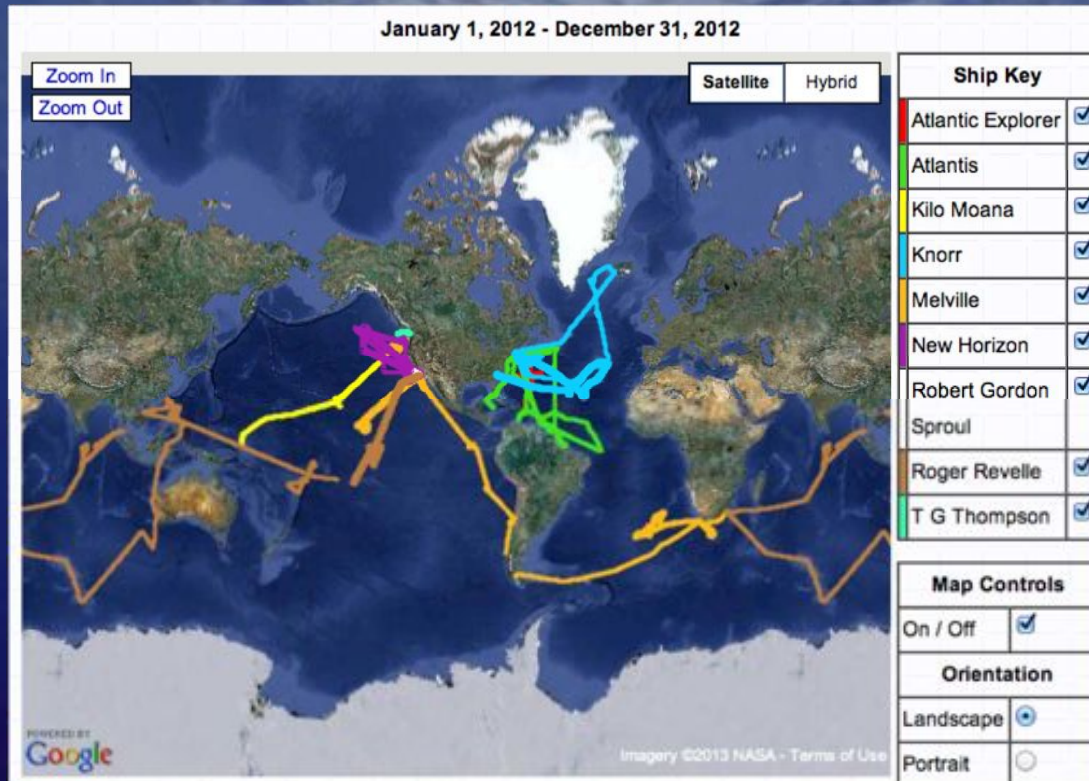 January 1, 2012 - December 31, 2012
Zoom In
Zoom Out
Satellite
Hybrid
Ship Key
Atlantic Explorer
Atlantis
Kilo Moana
Knorr
Melville
New Horizon
Robert Gordon
Sproul
Roger Revelle
T G Thompson
Map Controls
On / Off
Orientation
Landscape
Portrait
POWERED BY
Google
Imagery ©2013 NASA - Terms of Use